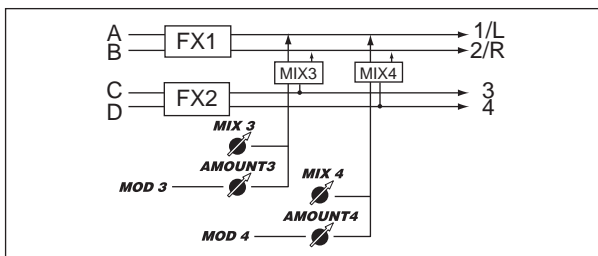 A
B
FX1
1/L
2/R
MIX3
MIX4
C
D
FX2
3
4
MIX 3
AMOUNT3
MOD 3
MIX 4
AMOUNT4
MOD 4